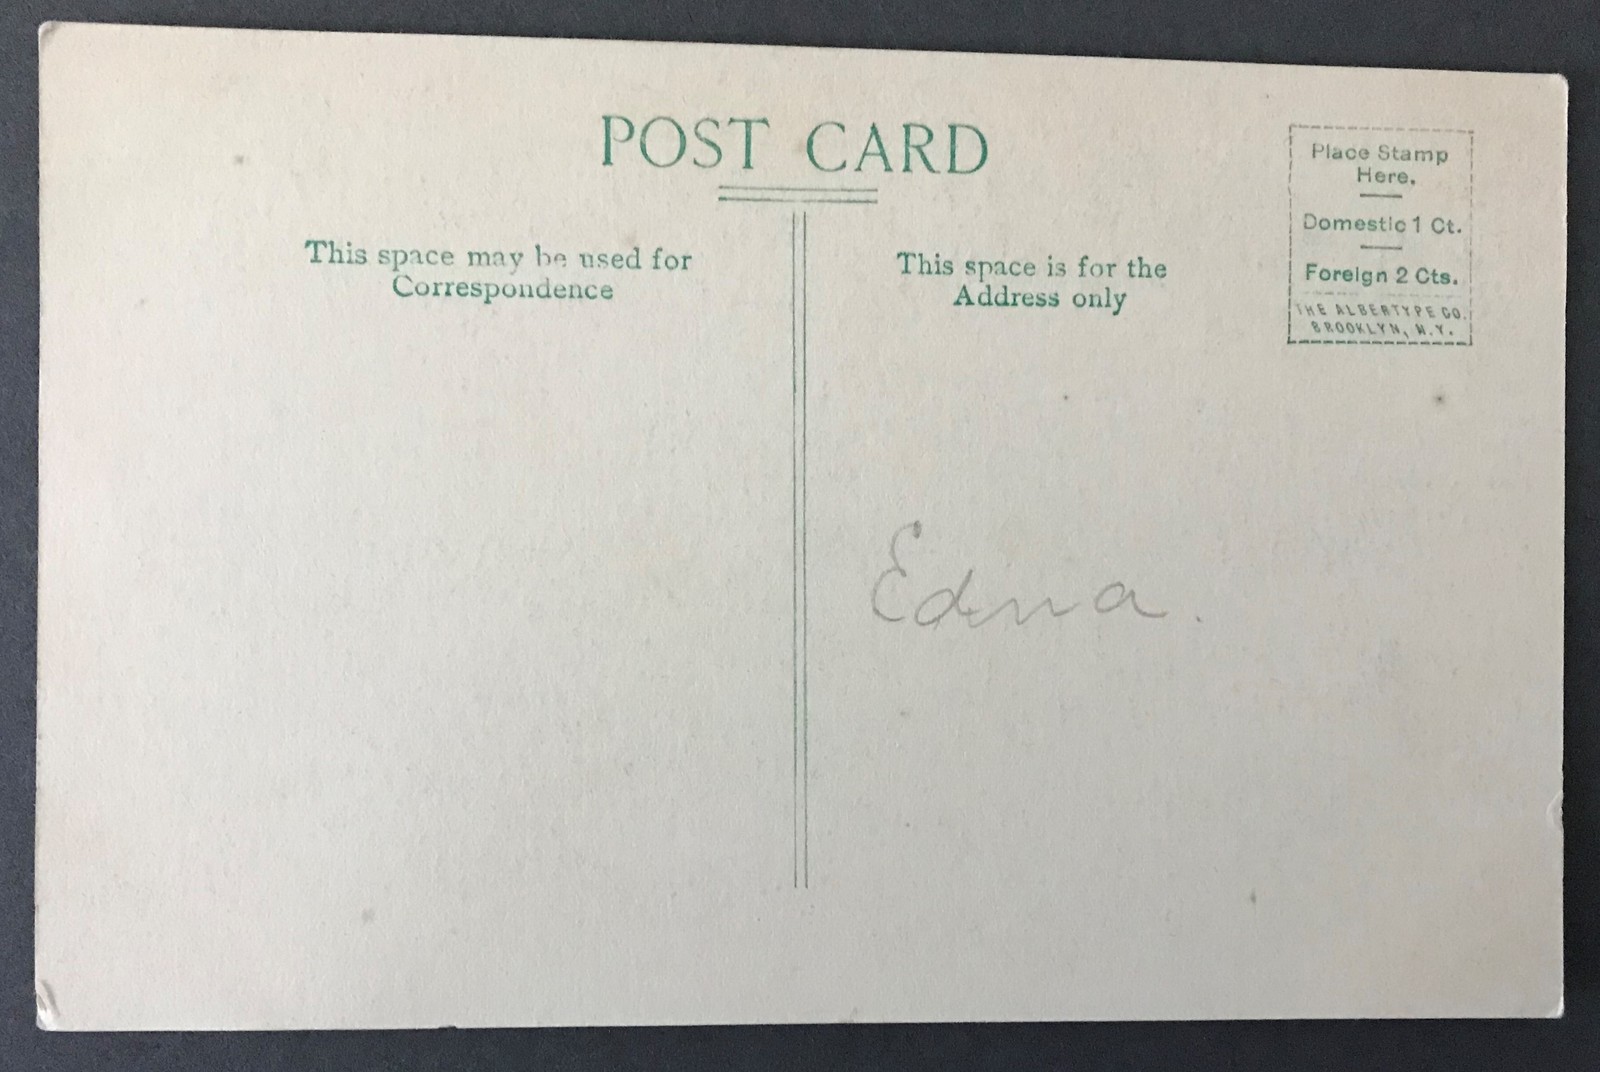 POST CARD
This space may be used for
Correspondence
This space is for the
Address only
Place Stamp
Here.
Domestic 1 Ct.
Foreign 2 Cts.
THE ALBERTYPE CO.
BROOKLYN, N.Y.
Edna.